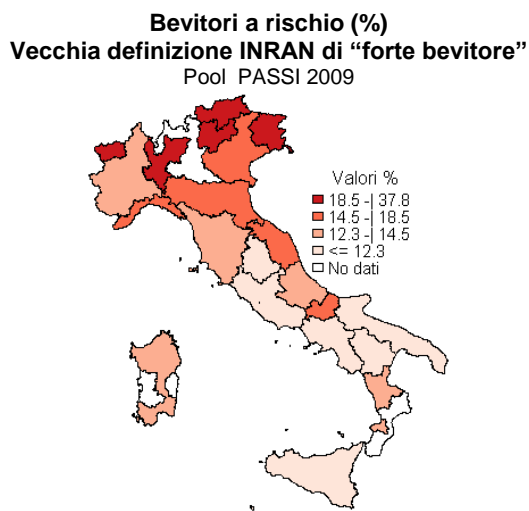 Bevitori a rischio (%)
Vecchia definizione INRAN di “forte bevitore”
Pool  PASSI 2009
Valori %
18.5 -| 37.8
14.5 -| 18.5
12.3 -| 14.5
<= 12.3
No dati